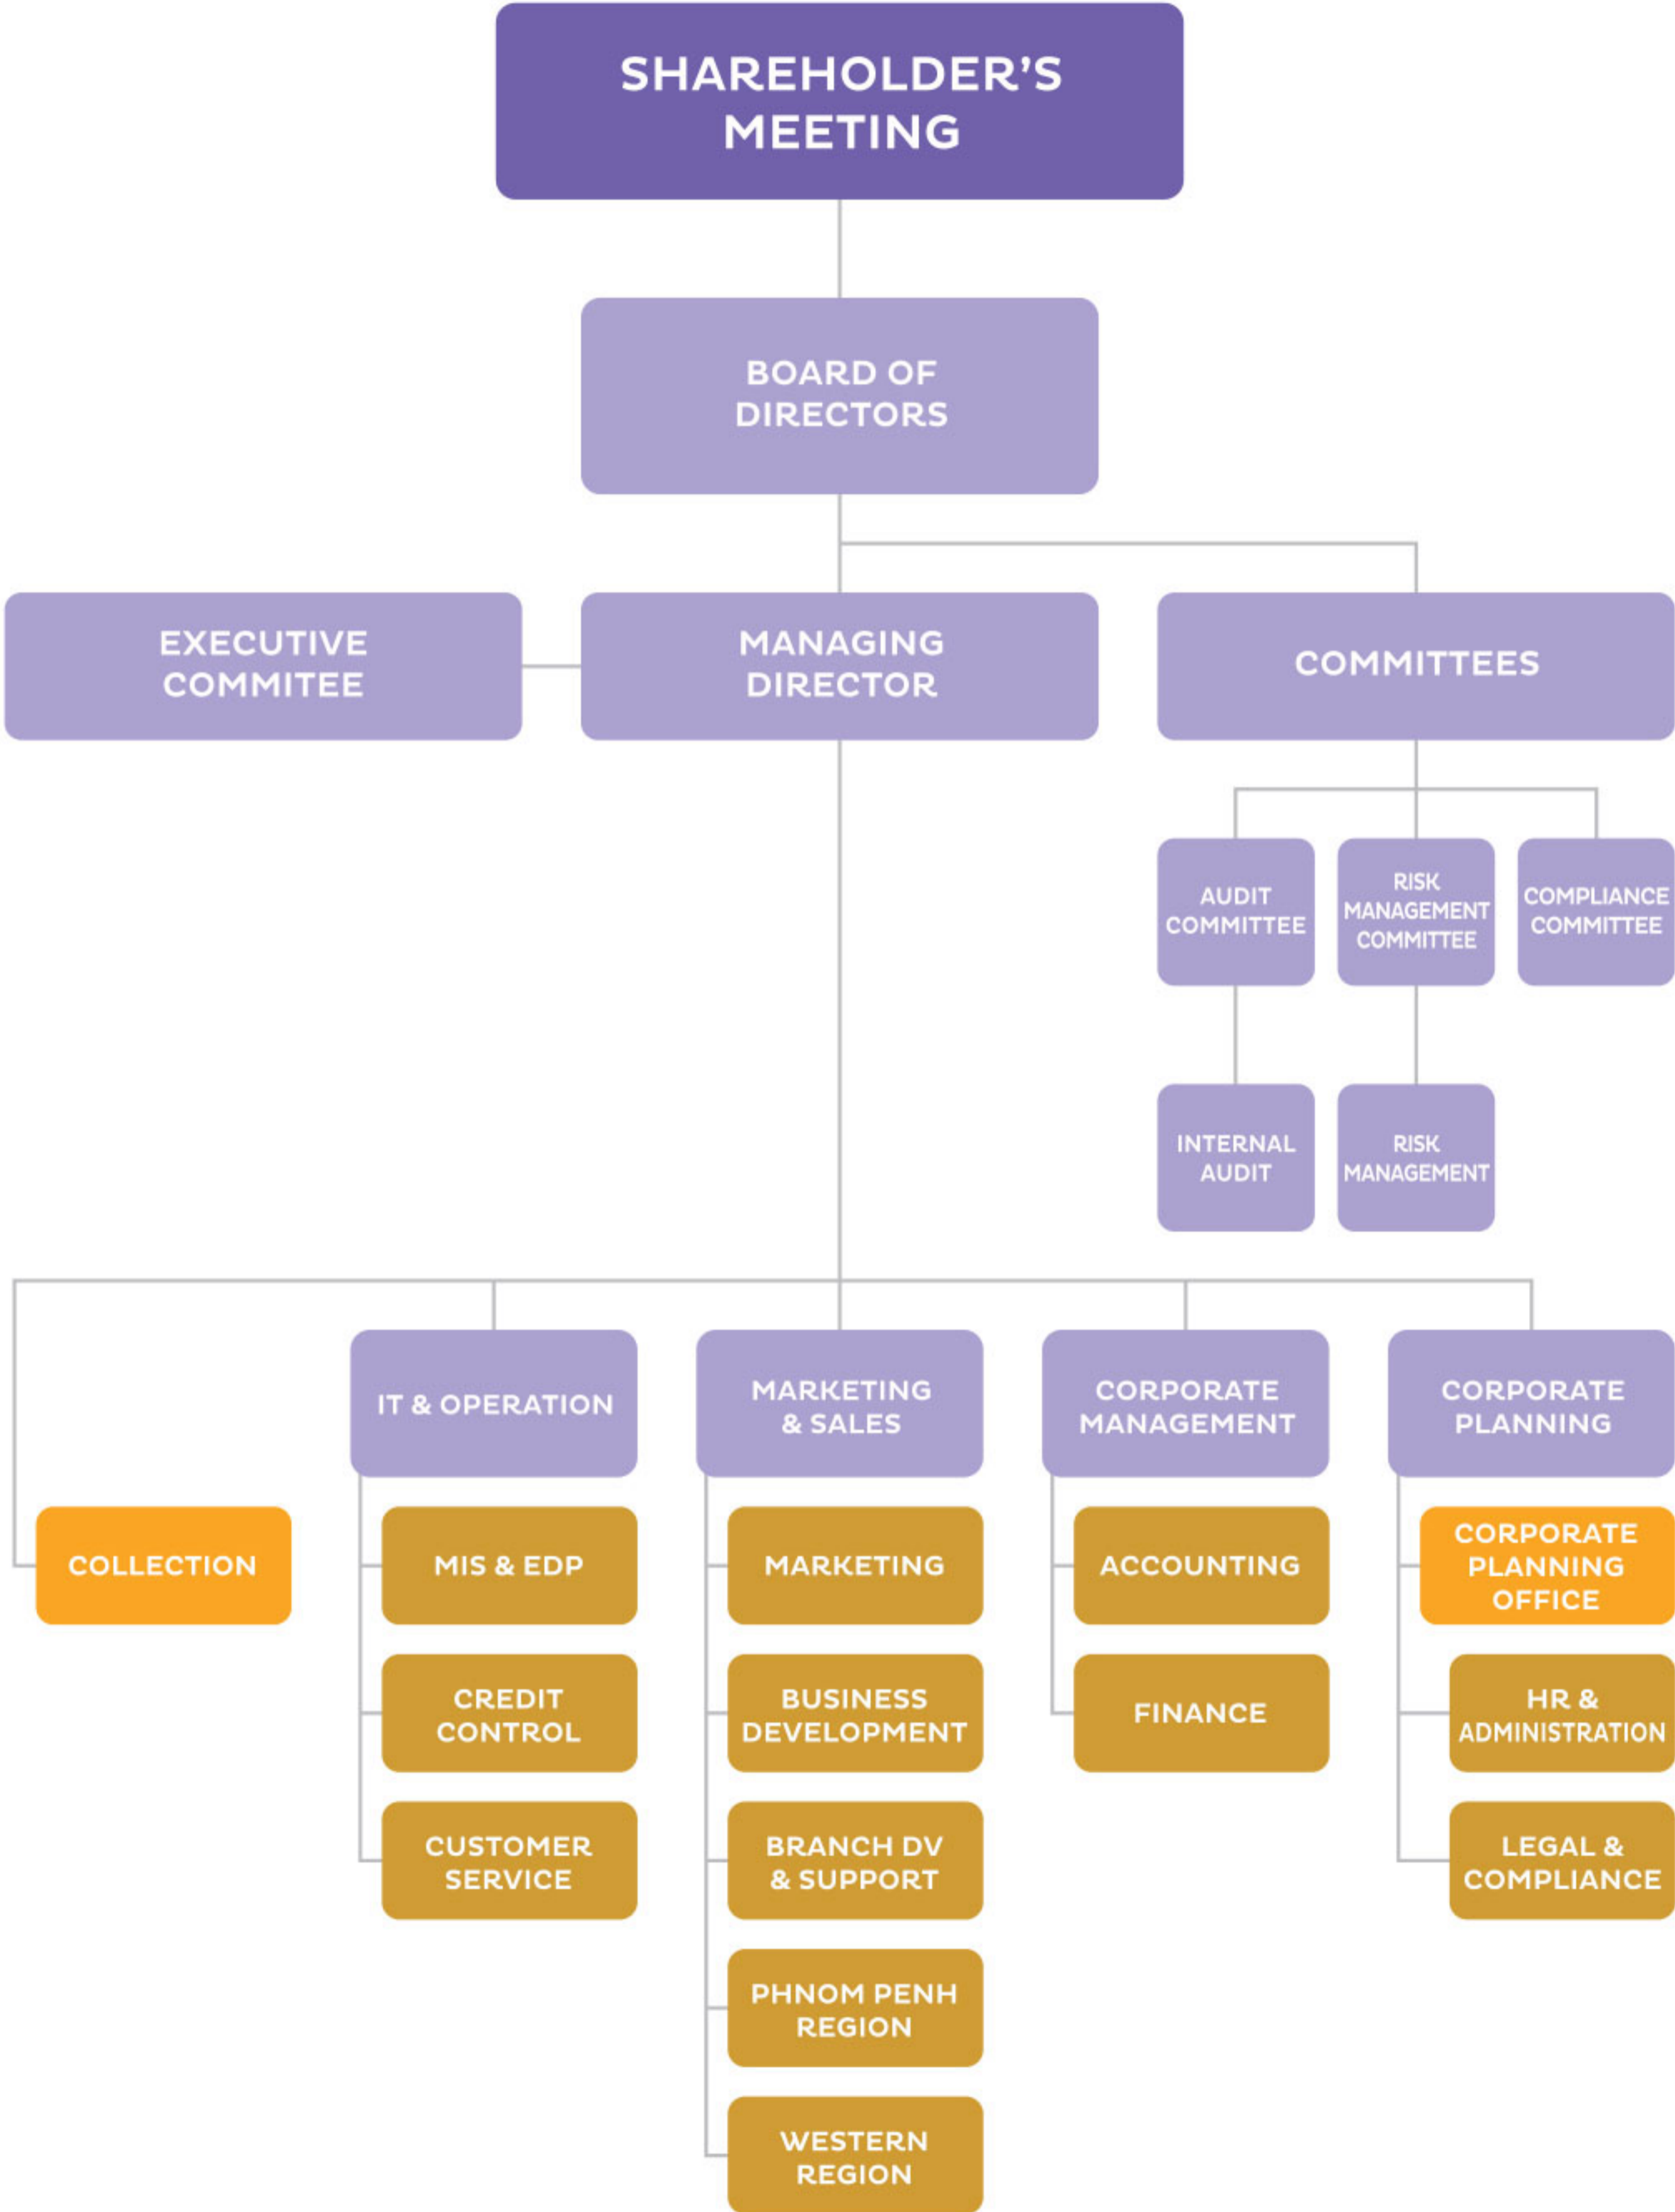 SHAREHOLDER'S
MEETING
BOARD OF
DIRECTORS
EXECUTIVE
COMMITEE
MANAGING
DIRECTOR
COMMITTEES
AUDIT
COMMITTEE
RISK
MANAGEMENT
COMMITTEE
COMPLIANCE
COMMITTEE
INTERNAL
AUDIT
RISK
MANAGEMENT
IT & OPERATION
MARKETING
& SALES
CORPORATE
MANAGEMENT
CORPORATE
PLANNING
COLLECTION
MIS & EDP
MARKETING
ACCOUNTING
CORPORATE
PLANNING
OFFICE
CREDIT
CONTROL
BUSINESS
DEVELOPMENT
FINANCE
HR &
ADMINISTRATION
CUSTOMER
SERVICE
BRANCH DV
& SUPPORT
LEGAL &
COMPLIANCE
PHNOM PENH
REGION
WESTERN
REGION